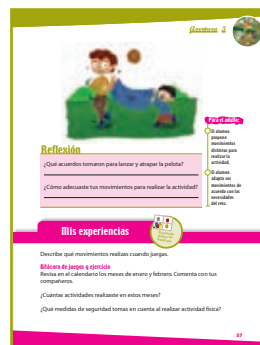 Aventura 3
Reflexión
¿Qué acuerdos tomaron para lanzar y atrapar la pelota?
¿Cómo adecuaste tus movimientos para realizar la actividad?
Para el adulto:
El alumno
propone
movimientos
distintos para
realizar la
actividad.
El alumno
adapta sus
movimientos de
acuerdo con las
necesidades
del reto.
Mis experiencias
Describe qué movimientos realizas cuando juegas.
Bitácora de juegos y ejercicio
Revisa en el calendario los meses de enero y febrero. Comenta con tus
compañeros.
¿Cuántas actividades realizaste en estos meses?
¿Qué medidas de seguridad tomas en cuenta al realizar actividad física?